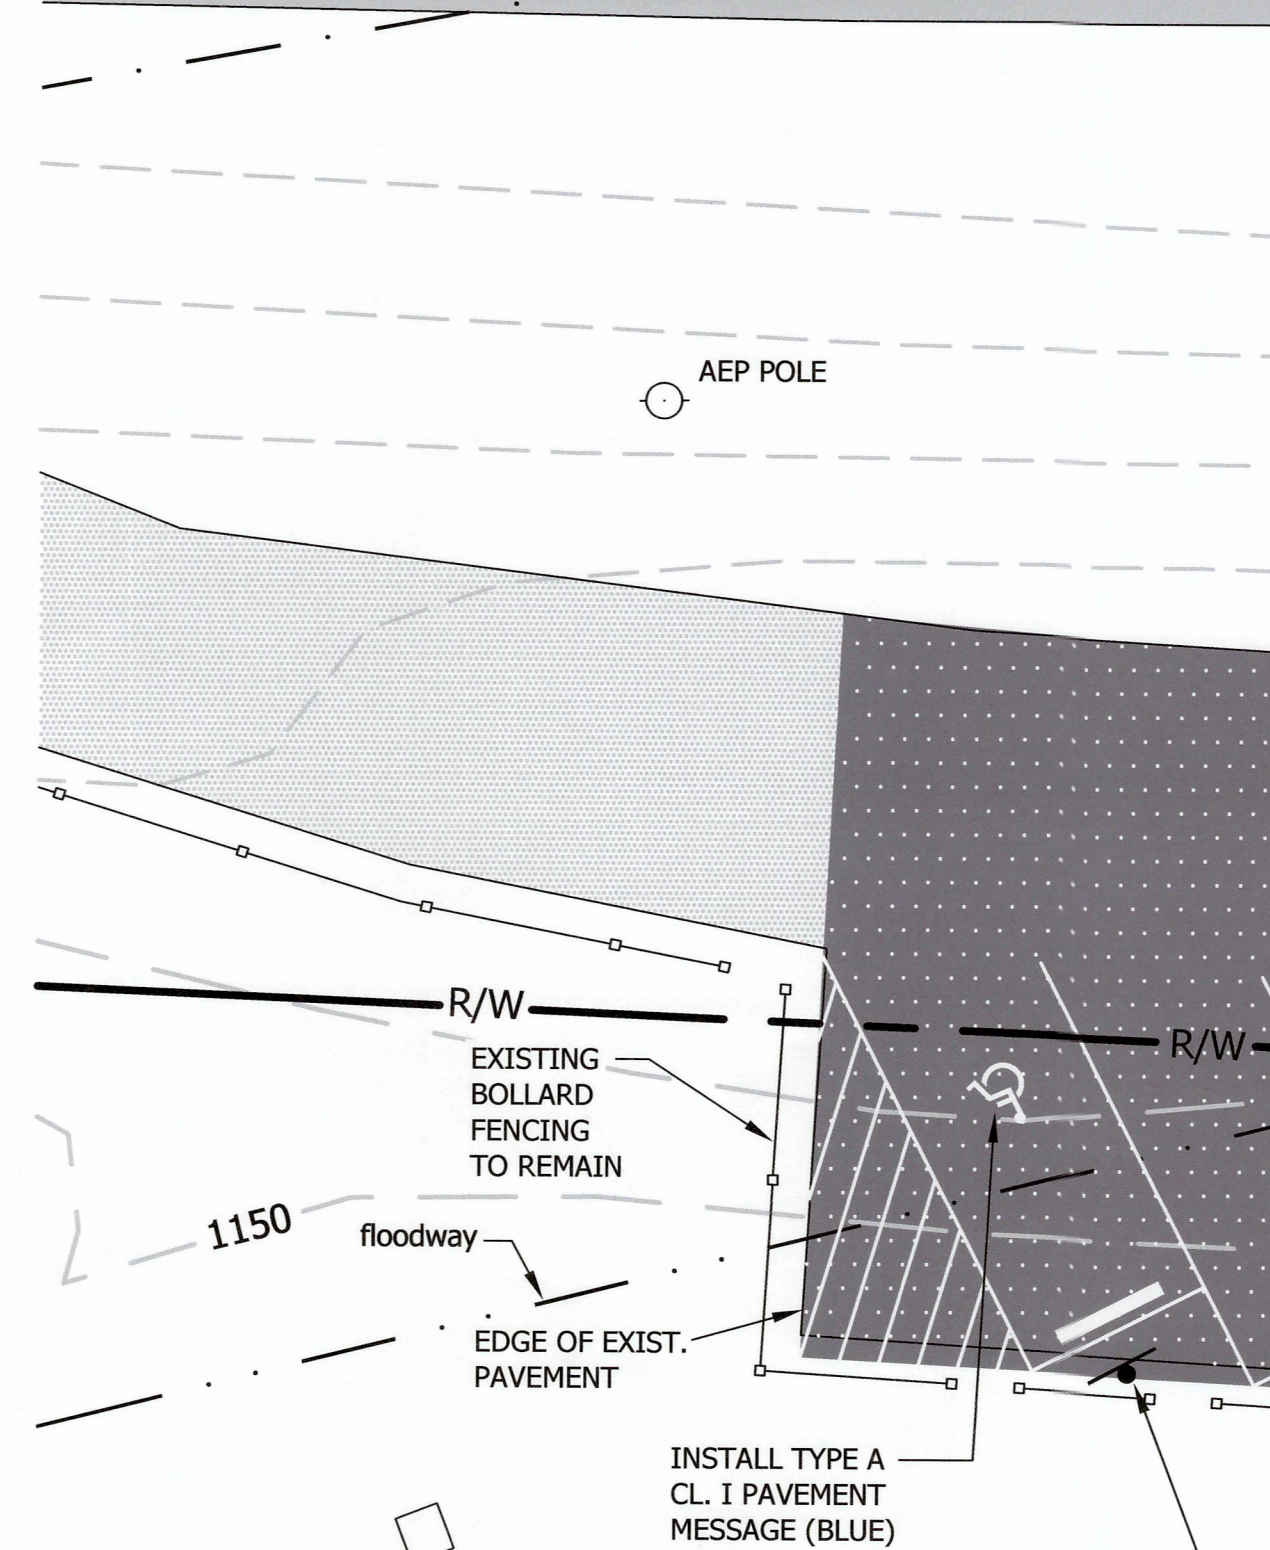 AEP POLE
R/W
R/W
EXISTING
BOLLARD
FENCING
TO REMAIN
1150
floodway
EDGE OF EXIST.
PAVEMENT
INSTALL TYPE A
CL. I PAVEMENT
MESSAGE (BLUE)